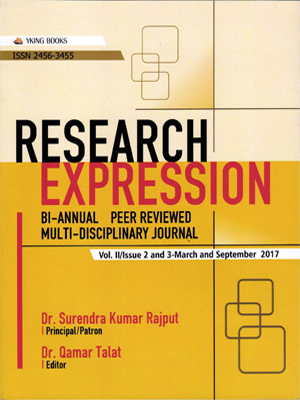 YKING BOOKS
ISSN 2456-3455
RESEARCH
EXPRESSION
BI-ANNUAL PEER REVIEWED
MULTI-DISCIPLINARY JOURNAL
Vol. II/Issue 2 and 3-March and September 2017
Dr. Surendra Kumar Rajput
Principal/Patron
Dr. Qamar Talat
Editor